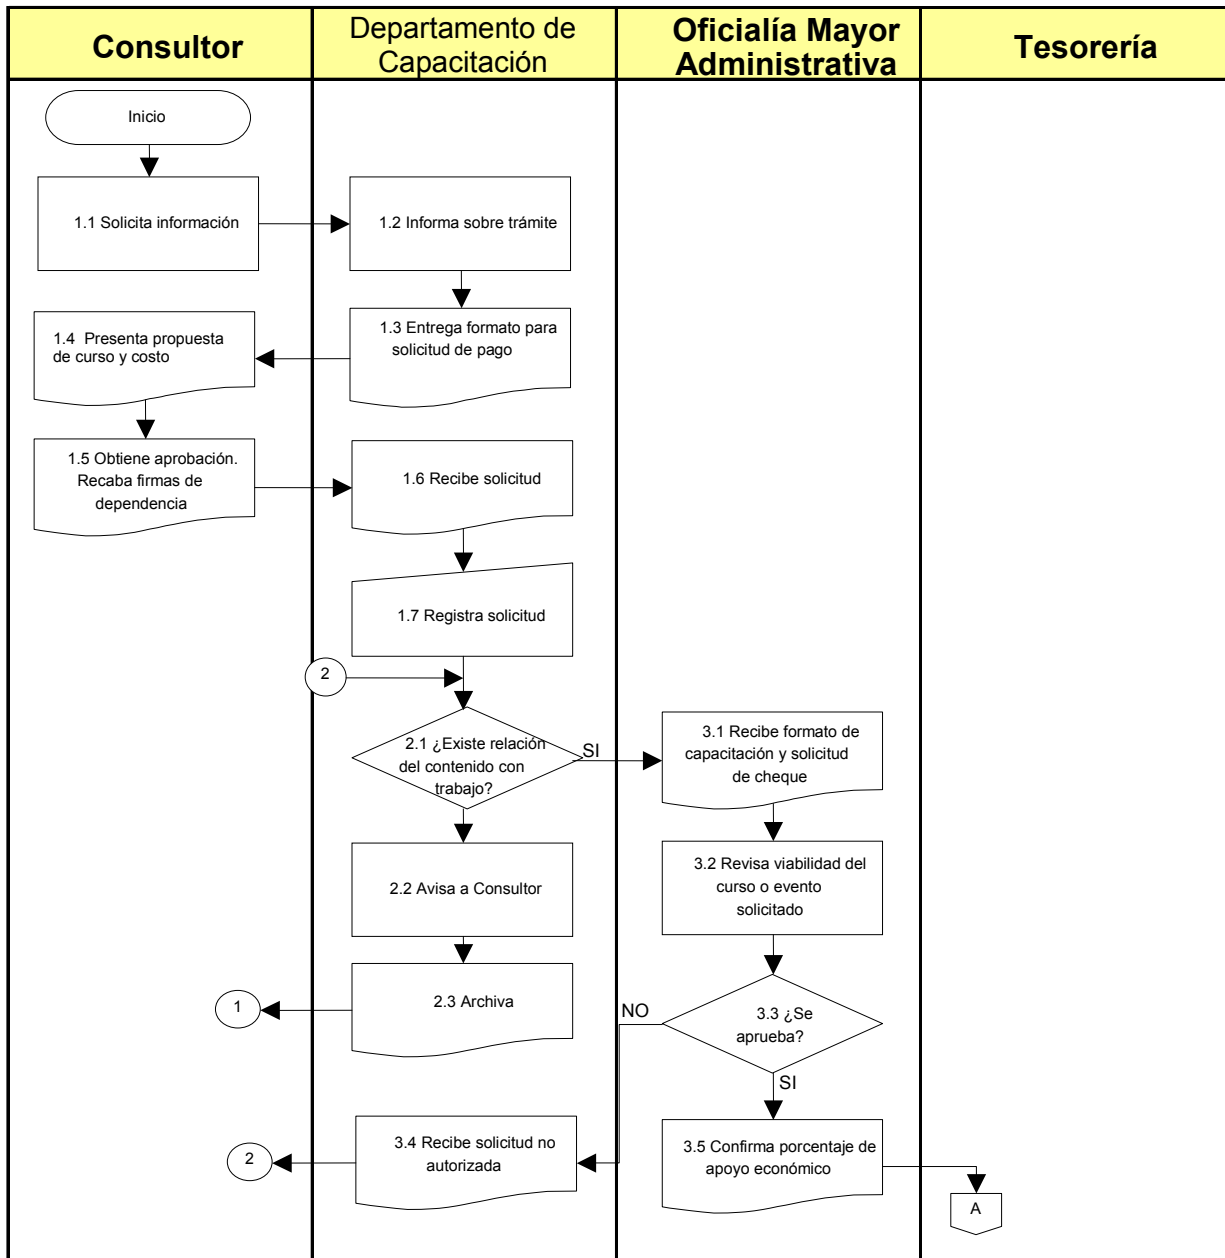 Consultor
Departamento de
Capacitación
Oficialía Mayor
Administrativa
Tesorería
Inicio
1.1 Solicita información
1.2 Informa sobre trámite
1.3 Entrega formato para
solicitud de pago
1.4 Presenta propuesta
de curso y costo
1.5 Obtiene aprobación.
Recaba firmas de
dependencia
1.6 Recibe solicitud
1.7 Registra solicitud
2
2.1 ¿Existe relación
del contenido con
trabajo?
SI
3.1 Recibe formato de
capacitación y solicitud
de cheque
2.2 Avisa a Consultor
3.2 Revisa viabilidad del
curso o evento
solicitado
2.3 Archiva
1
3.3 ¿Se
aprueba?
NO
SI
3.4 Recibe solicitud no
autorizada
2
3.5 Confirma porcentaje de
apoyo económico
A